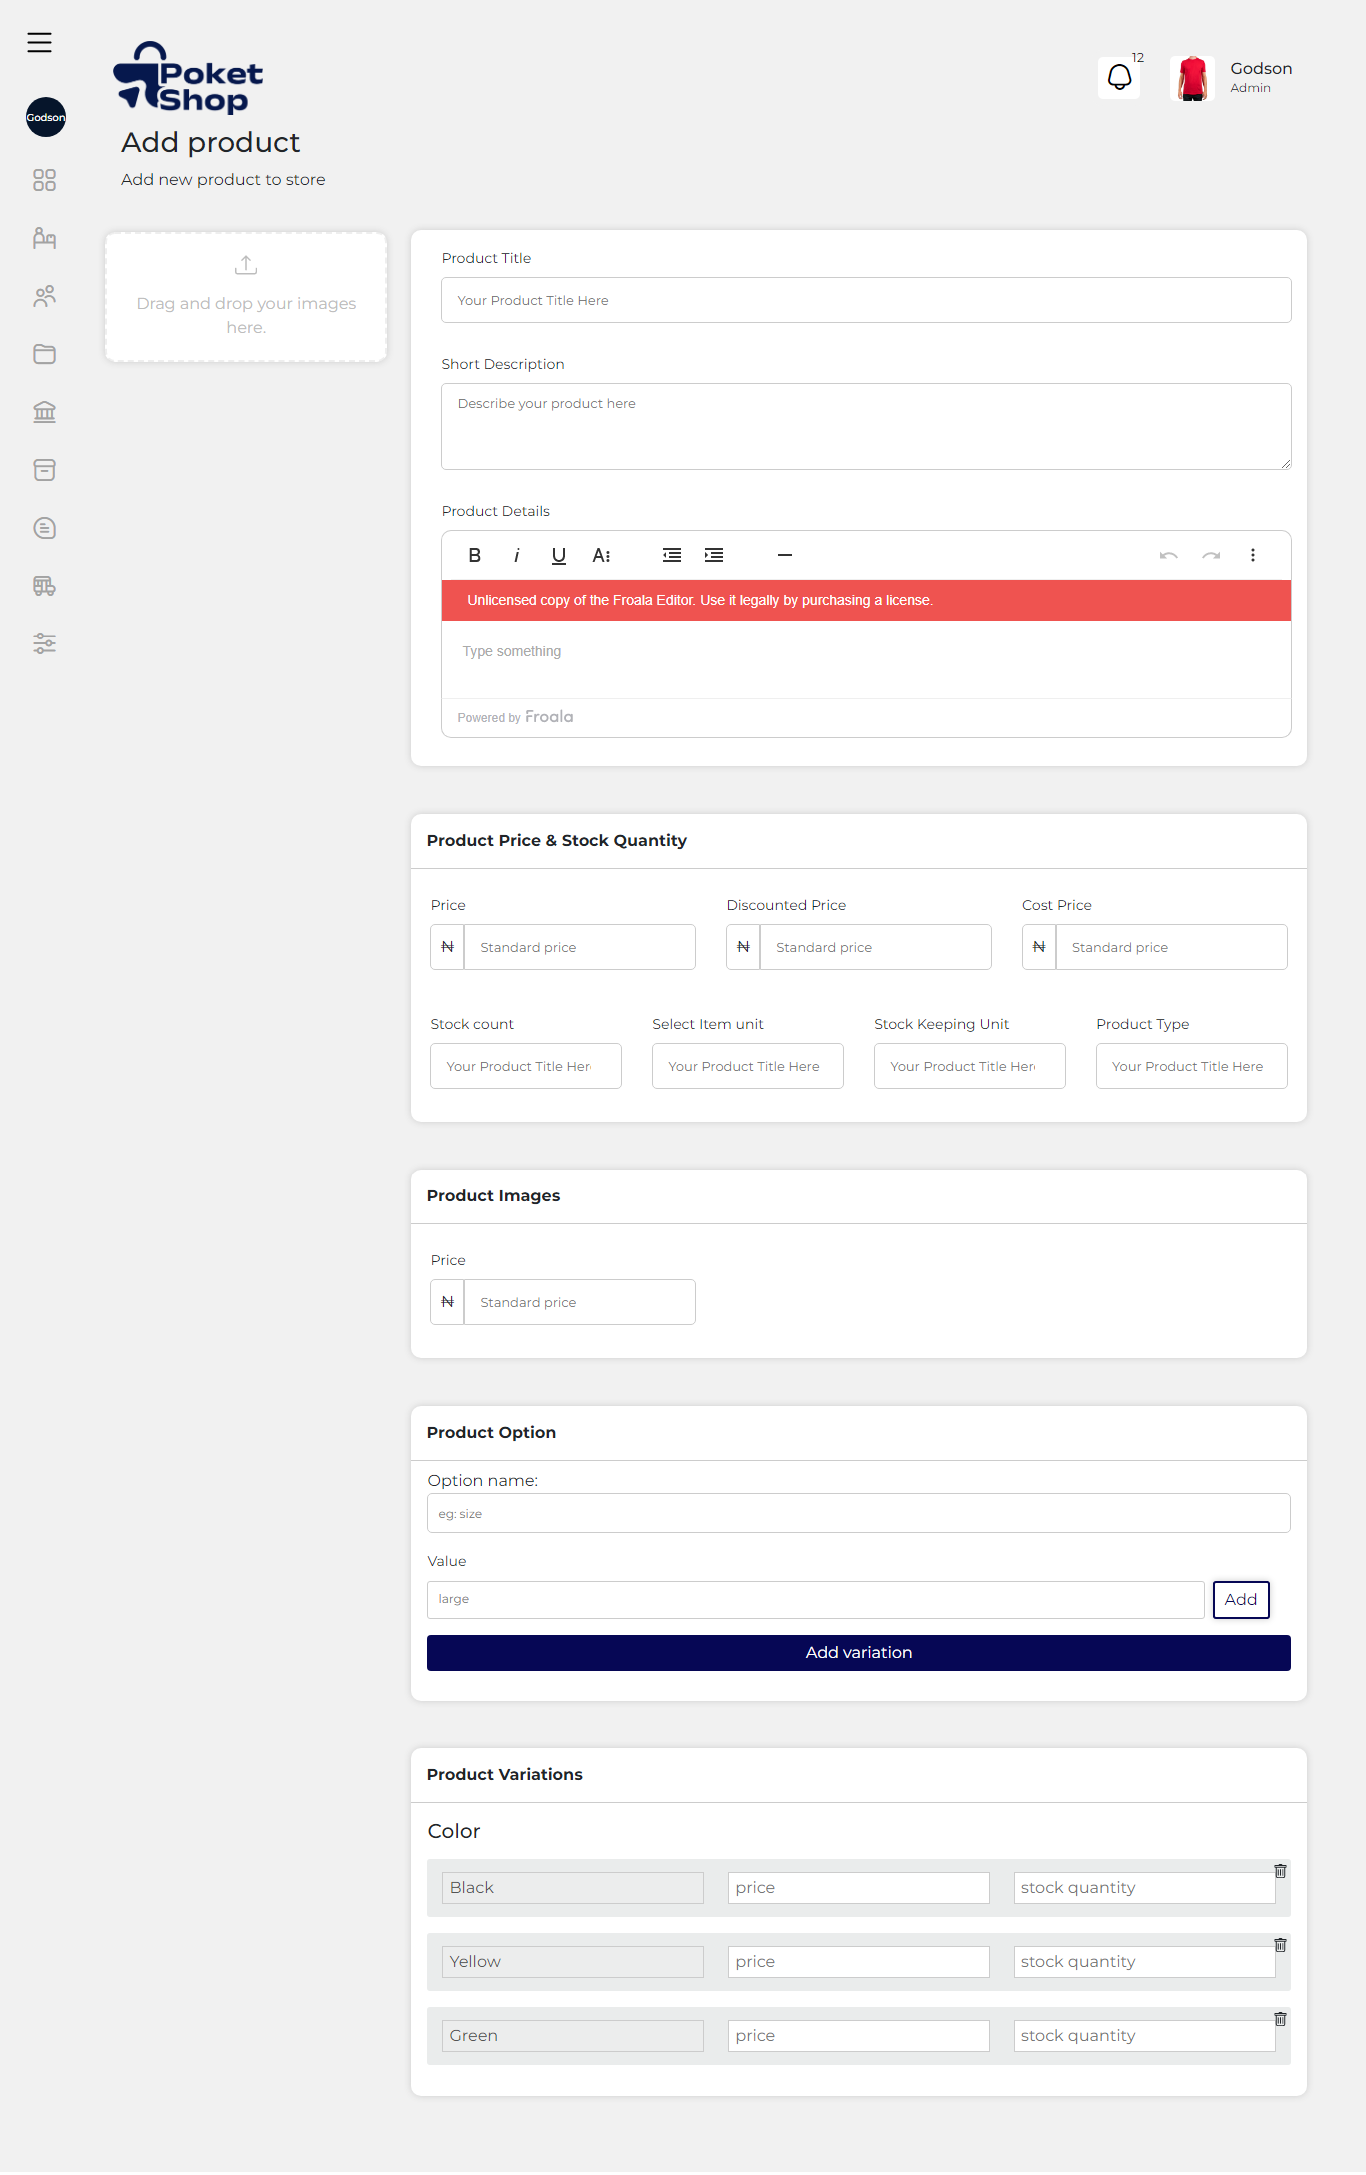 Poket
Shop
12
Godson
Admin
Godson
Add product
Add new product to store
Drag and drop your images
here.
Product Title
Your Product Title Here
Short Description
Describe your product here
Product Details
B i U A
Unlicensed copy of the Froala Editor. Use it legally by purchasing a license.
Type something
Powered by Froala
Product Price & Stock Quantity
Price Discounted Price Cost Price
₦ Standard price ₦ Standard price ₦ Standard price
Stock count Select Item unit Stock Keeping Unit Product Type
Your Product Title Her Your Product Title Here Your Product Title Her Your Product Title Here
Product Images
Price
₦ Standard price
Product Option
Option name:
eg: size
Value
large Add
Add variation
Product Variations
Color
Black price stock quantity
Yellow price stock quantity
Green price stock quantity